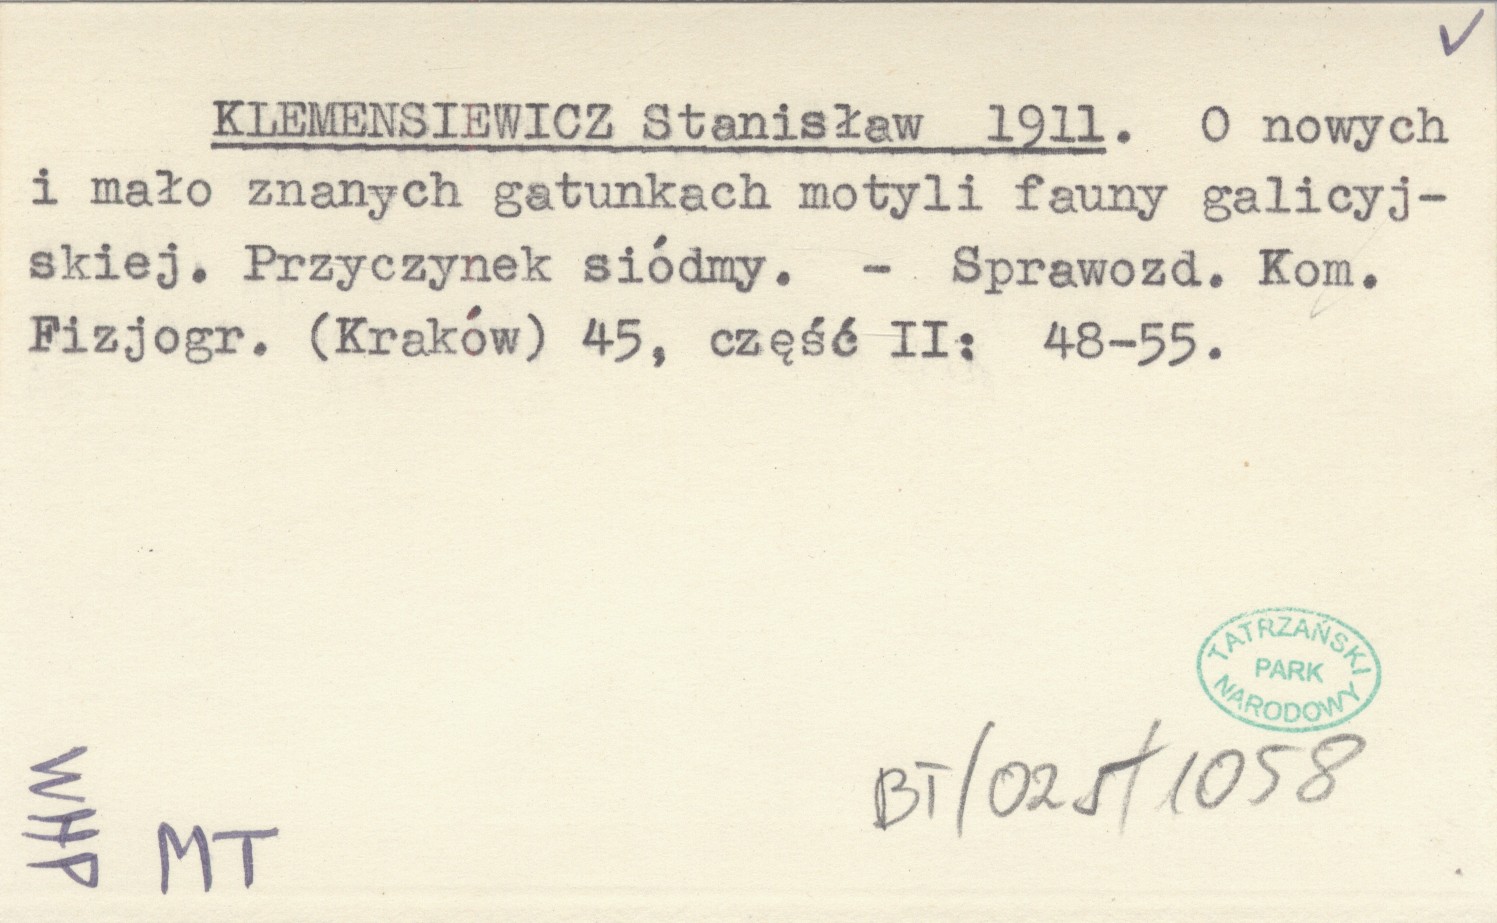 KLEMENSIEWICZ Stanisław 1911. O nowych
i mało znanych gatunkach motyli fauny galicyj-
skiej. Przyczynek siódmy. - Sprawozd. Kom.
Fizjogr. (Kraków) 45, część II: 48-55.
TATRZAŃSKI
PARK
NARODOWY
BT/025/1058
WHP
MT